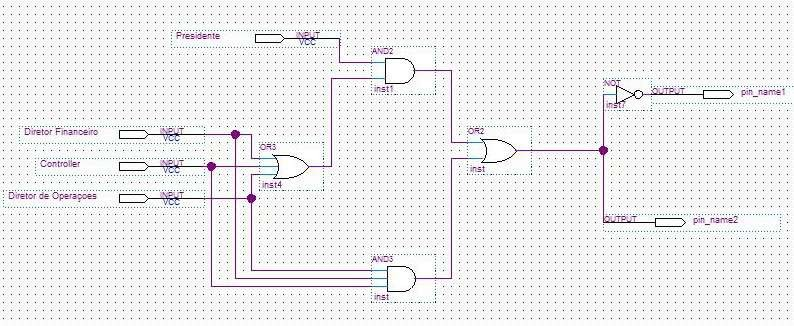 Presidente
INPUT
VCC
AND2
inst1
NOT
inst7
OUTPUT
pin_name1
Diretor Financeiro
INPUT
VCC
OR3
inst4
OR2
inst
Controller
INPUT
VCC
Diretor de Operaçoes
INPUT
VCC
OUTPUT
pin_name2
AND3
inst